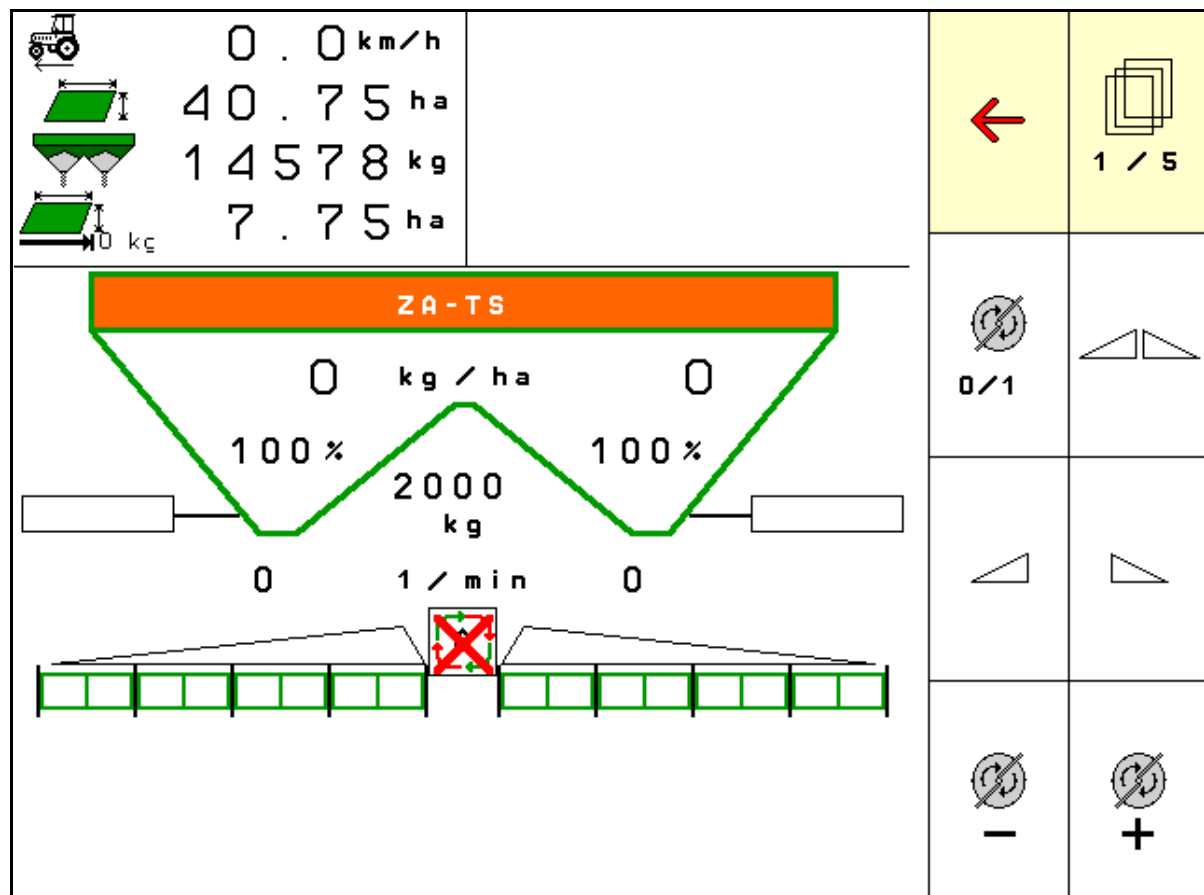 0.0 km/h
40.75 ha
14578 kg
7.75 ha
0 kg
1 / 5
ZA-TS
0 kg/ha 0
100% 100%
2000
kg
0 1/min 0
0/1
− +